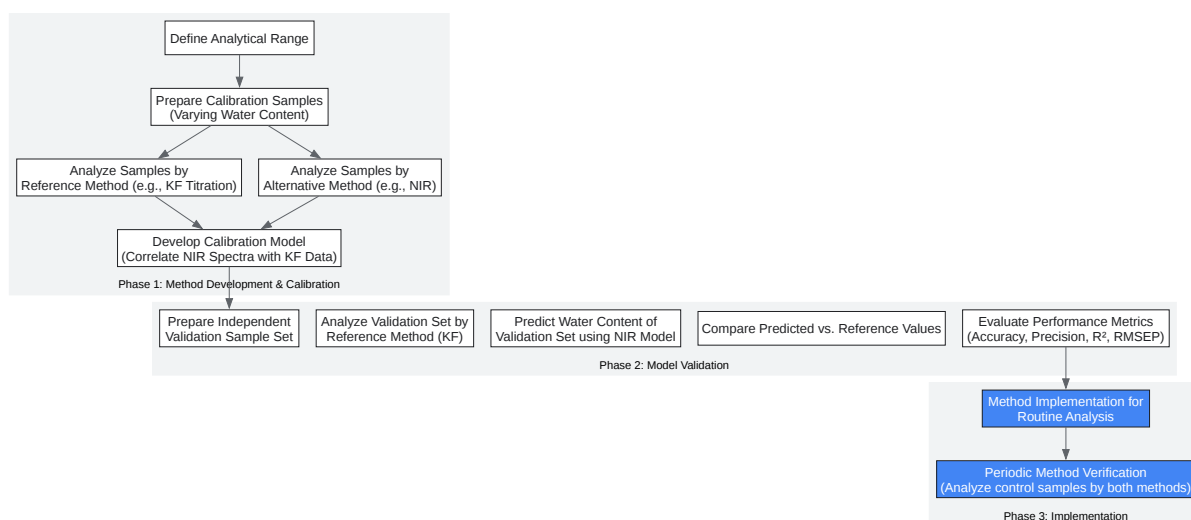 Define Analytical Range
Prepare Calibration Samples
(Varying Water Content)
Analyze Samples by
Reference Method (e.g., KF Titration)
Analyze Samples by
Alternative Method (e.g., NIR)
Develop Calibration Model
(Correlate NIR Spectra with KF Data)
Phase 1: Method Development & Calibration
Prepare Independent
Validation Sample Set
Analyze Validation Set by
Reference Method (KF)
Predict Water Content of
Validation Set using NIR Model
Compare Predicted vs. Reference Values
Evaluate Performance Metrics
(Accuracy, Precision, R², RMSEP)
Phase 2: Model Validation
Method Implementation for
Routine Analysis
Periodic Method Verification
(Analyze control samples by both methods)
Phase 3: Implementation